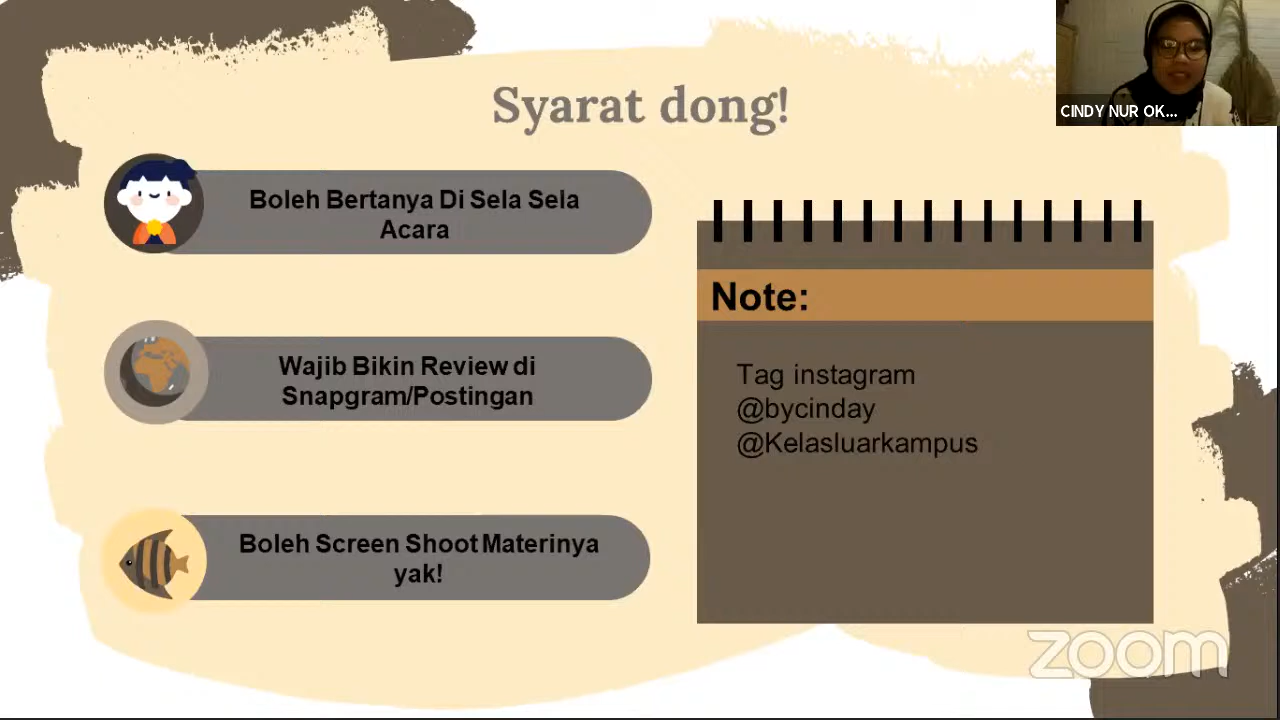 Syarat dong!
CINDY NUR OK...
Boleh Bertanya Di Sela Sela
Acara
Wajib Bikin Review di
Snapgram/Postingan
Boleh Screen Shoot Materinya
yak!
Note:
Tag instagram
@bycinday
@Kelasluarkampus
zoom